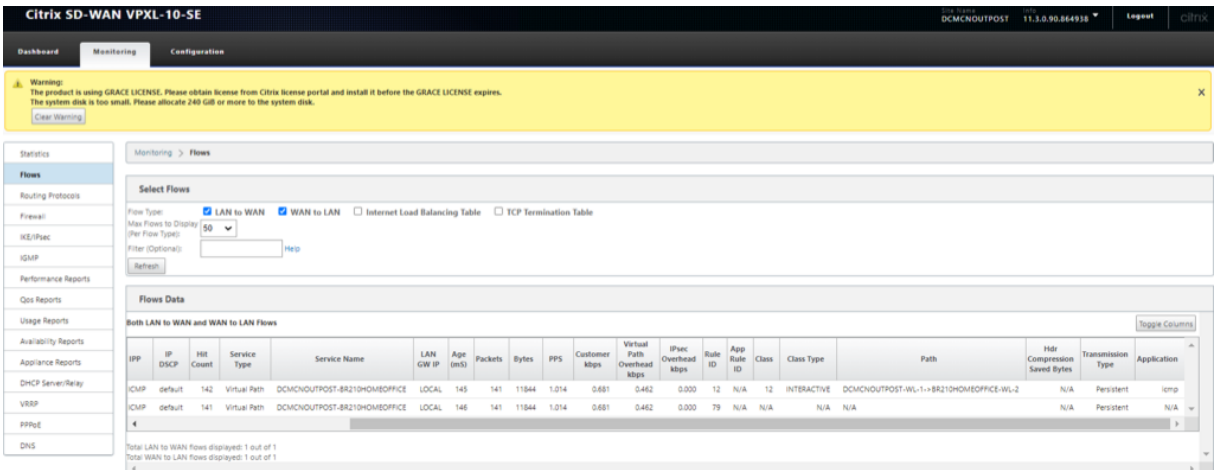 Citrix SD-WAN VPXL-10-SE
Site Name
DCMCNOUTPOST
Info
11.3.0.90.864938
Logout
citrix
Dashboard Monitoring Configuration
Warning:
The product is using GRACE LICENSE. Please obtain license from Citrix license portal and install it before the GRACE LICENSE expires.
The system disk is too small. Please allocate 240 GiB or more to the system disk.
Clear Warning
X
Statistics
Flows
Routing Protocols
Firewall
IKE/IPsec
IGMP
Performance Reports
Qos Reports
Usage Reports
Availability Reports
Appliance Reports
DHCP Server/Relay
VRRP
PPPoE
DNS
Monitoring > Flows
Select Flows
Flow Type: LAN to WAN WAN to LAN Internet Load Balancing Table TCP Termination Table
Max Flows to Display
(Per Flow Type): 50
Filter (Optional): Help
Refresh
Flows Data
Both LAN to WAN and WAN to LAN Flows
Toggle Columns
IPP IP DSCP Hit Count Service Type Service Name LAN GW IP Age (mS) Packets Bytes PPS Customer kbps Virtual Path Overhead kbps IPsec Overhead kbps Rule ID App Rule ID Class Class Type Path Hdr Compression Saved Bytes Transmission Type Application
ICMP default 142 Virtual Path DCMCNOUTPOST-BR210HOMEOFFICE LOCAL 145 141 11844 1.014 0.681 0.462 0.000 12 N/A 12 INTERACTIVE DCMCNOUTPOST-WL-1->BR210HOMEOFFICE-WL-2 N/A Persistent icmp
ICMP default 141 Virtual Path DCMCNOUTPOST-BR210HOMEOFFICE LOCAL 146 141 11844 1.014 0.681 0.462 0.000 79 N/A N/A N/A N/A N/A Persistent N/A
Total LAN to WAN flows displayed: 1 out of 1
Total WAN to LAN flows displayed: 1 out of 1